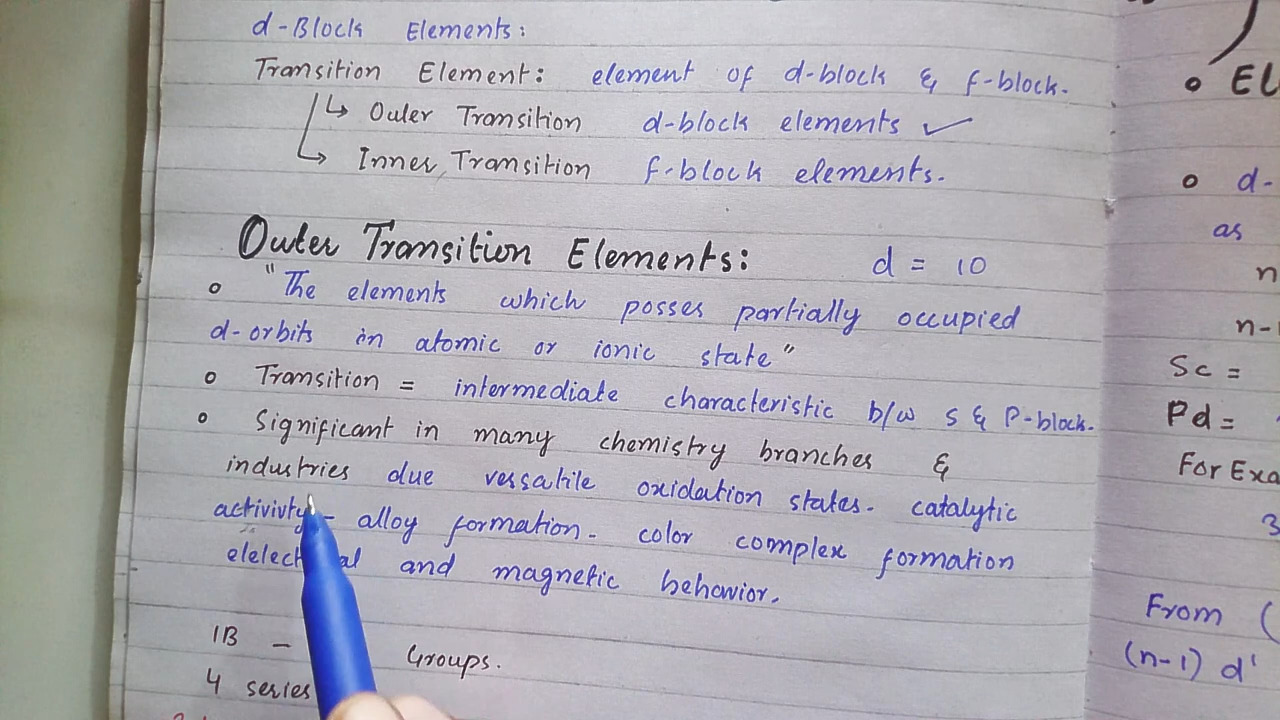 d-Block Elements:
Transition Element: element of d-block & f-block.
↳ Outer Transition d-block elements ✓
↳ Inner Transition f-block elements.
Outer Transition Elements: d = 10
"The elements which posses partially occupied
d-orbits in atomic or ionic state"
Transition = intermediate characteristic b/w s & P-block.
Significant in many chemistry branches &
industries due versatile oxidation states. catalytic
activivty - alloy formation - color complex formation
and magnetic behavior.
IB - Groups.
4 series
EL
d-
as
n
n-
Sc =
Pd =
For Exa
3
From (
(n-1) d'